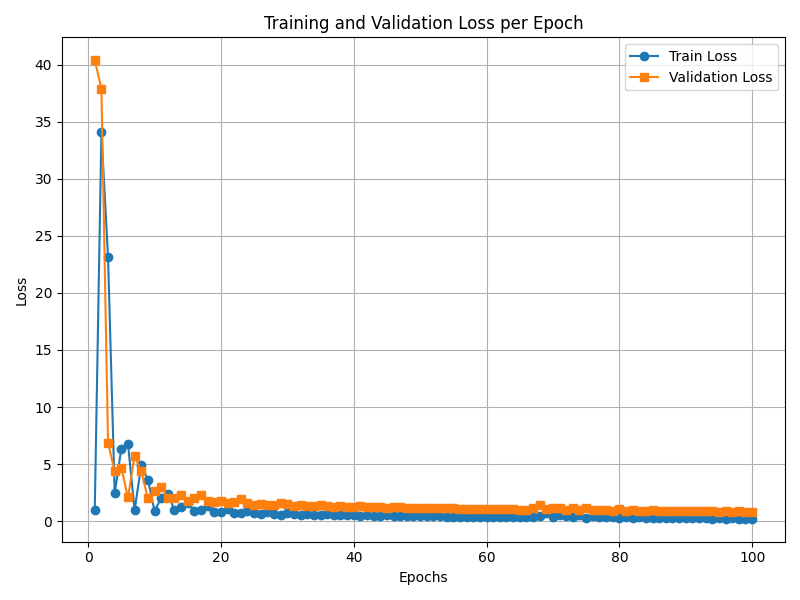 Training and Validation Loss per Epoch
Train Loss
Validation Loss
40
35
30
25
20
15
10
5
0
Loss
0 20 40 60 80 100
Epochs